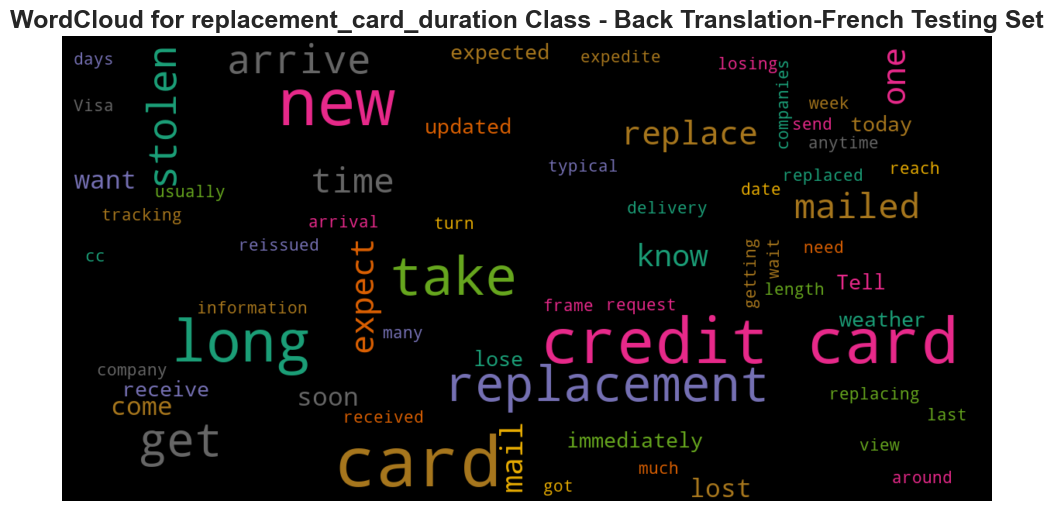 WordCloud for replacement_card_duration Class - Back Translation-French Testing Set
days
stolen
arrive
expected
expedite
losing
companies
one
Visa
new
updated
replace
week
send
today
anytime
want
usually
time
typical
replaced
reach
date
tracking
arrival
turn
delivery
mailed
cc
reissued
expect
take
know
getting
wait
need
length
Tell
information
long
many
frame
request
weather
credit card
company
receive
come
soon
received
lose
replacement
replacing
last
get
card
mail
immediately
view
much
got
lost
around